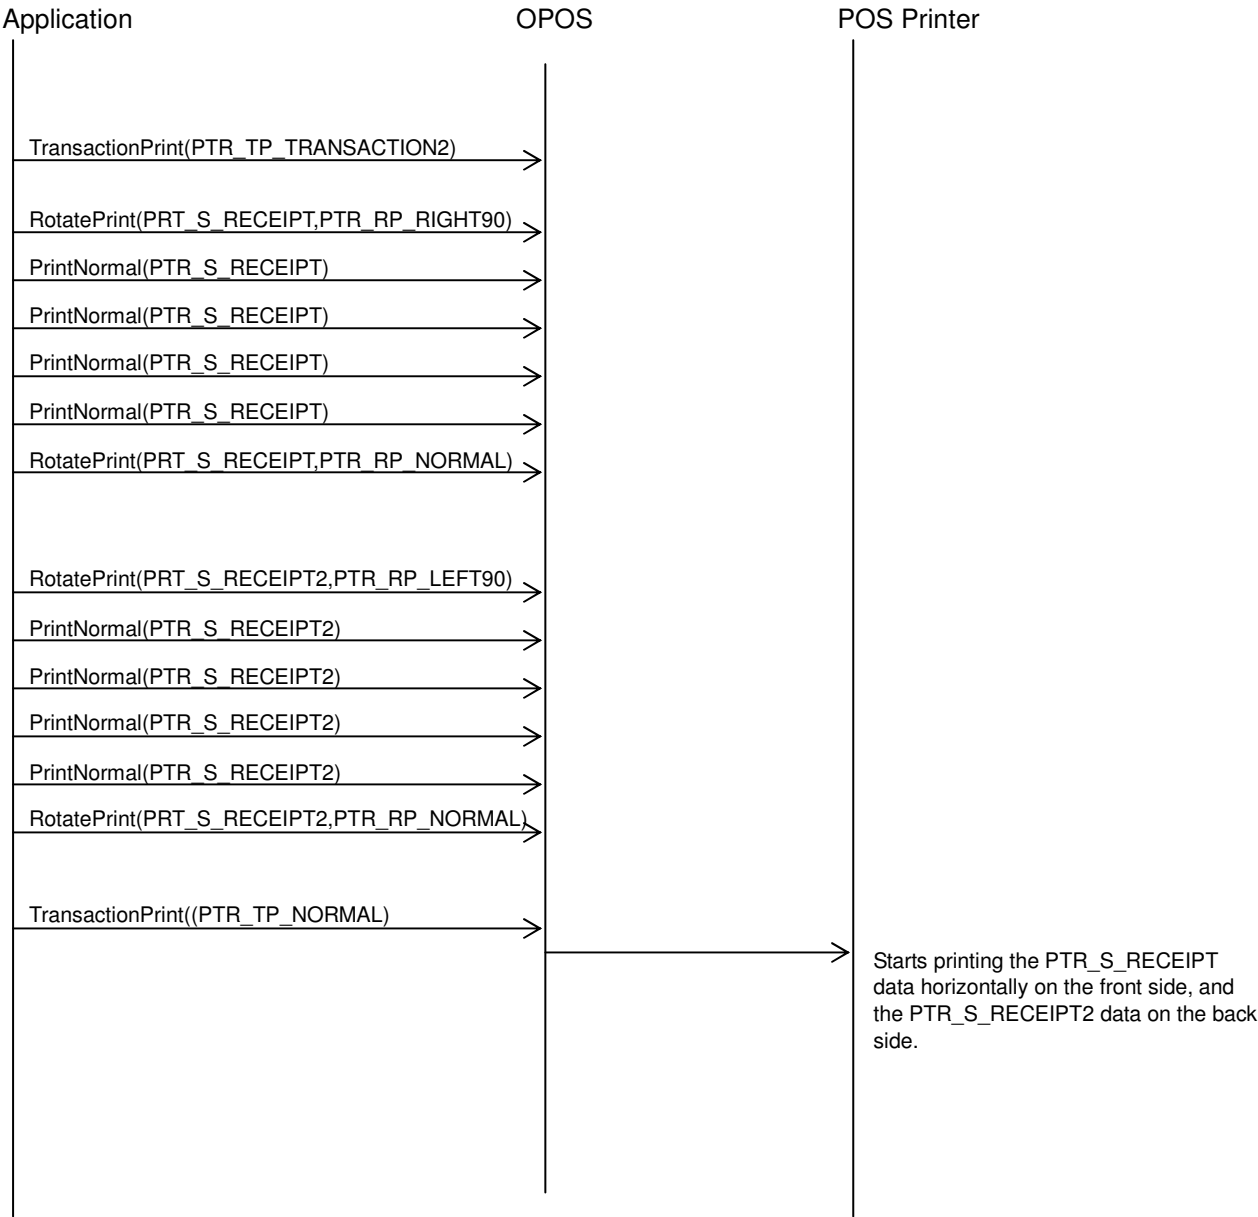 Application OPOS POS Printer
TransactionPrint(PTR_TP_TRANSACTION2)
RotatePrint(PRT_S_RECEIPT,PTR_RP_RIGHT90)
PrintNormal(PTR_S_RECEIPT)
PrintNormal(PTR_S_RECEIPT)
PrintNormal(PTR_S_RECEIPT)
PrintNormal(PTR_S_RECEIPT)
RotatePrint(PRT_S_RECEIPT,PTR_RP_NORMAL)
RotatePrint(PRT_S_RECEIPT2,PTR_RP_LEFT90)
PrintNormal(PTR_S_RECEIPT2)
PrintNormal(PTR_S_RECEIPT2)
PrintNormal(PTR_S_RECEIPT2)
PrintNormal(PTR_S_RECEIPT2)
RotatePrint(PRT_S_RECEIPT2,PTR_RP_NORMAL)
TransactionPrint((PTR_TP_NORMAL)
Starts printing the PTR_S_RECEIPT
data horizontally on the front side, and
the PTR_S_RECEIPT2 data on the back
side.